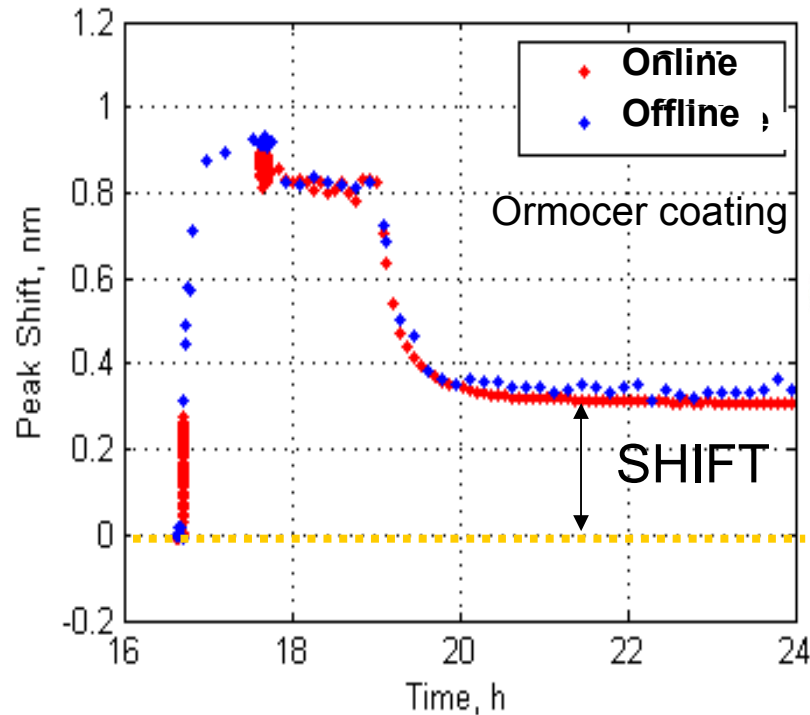 1.2
1
0.8
0.6
0.4
0.2
0
-0.2
Peak Shift, nm
Online
Offline
Ormocer coating
SHIFT
16 18 20 22 24
Time, h